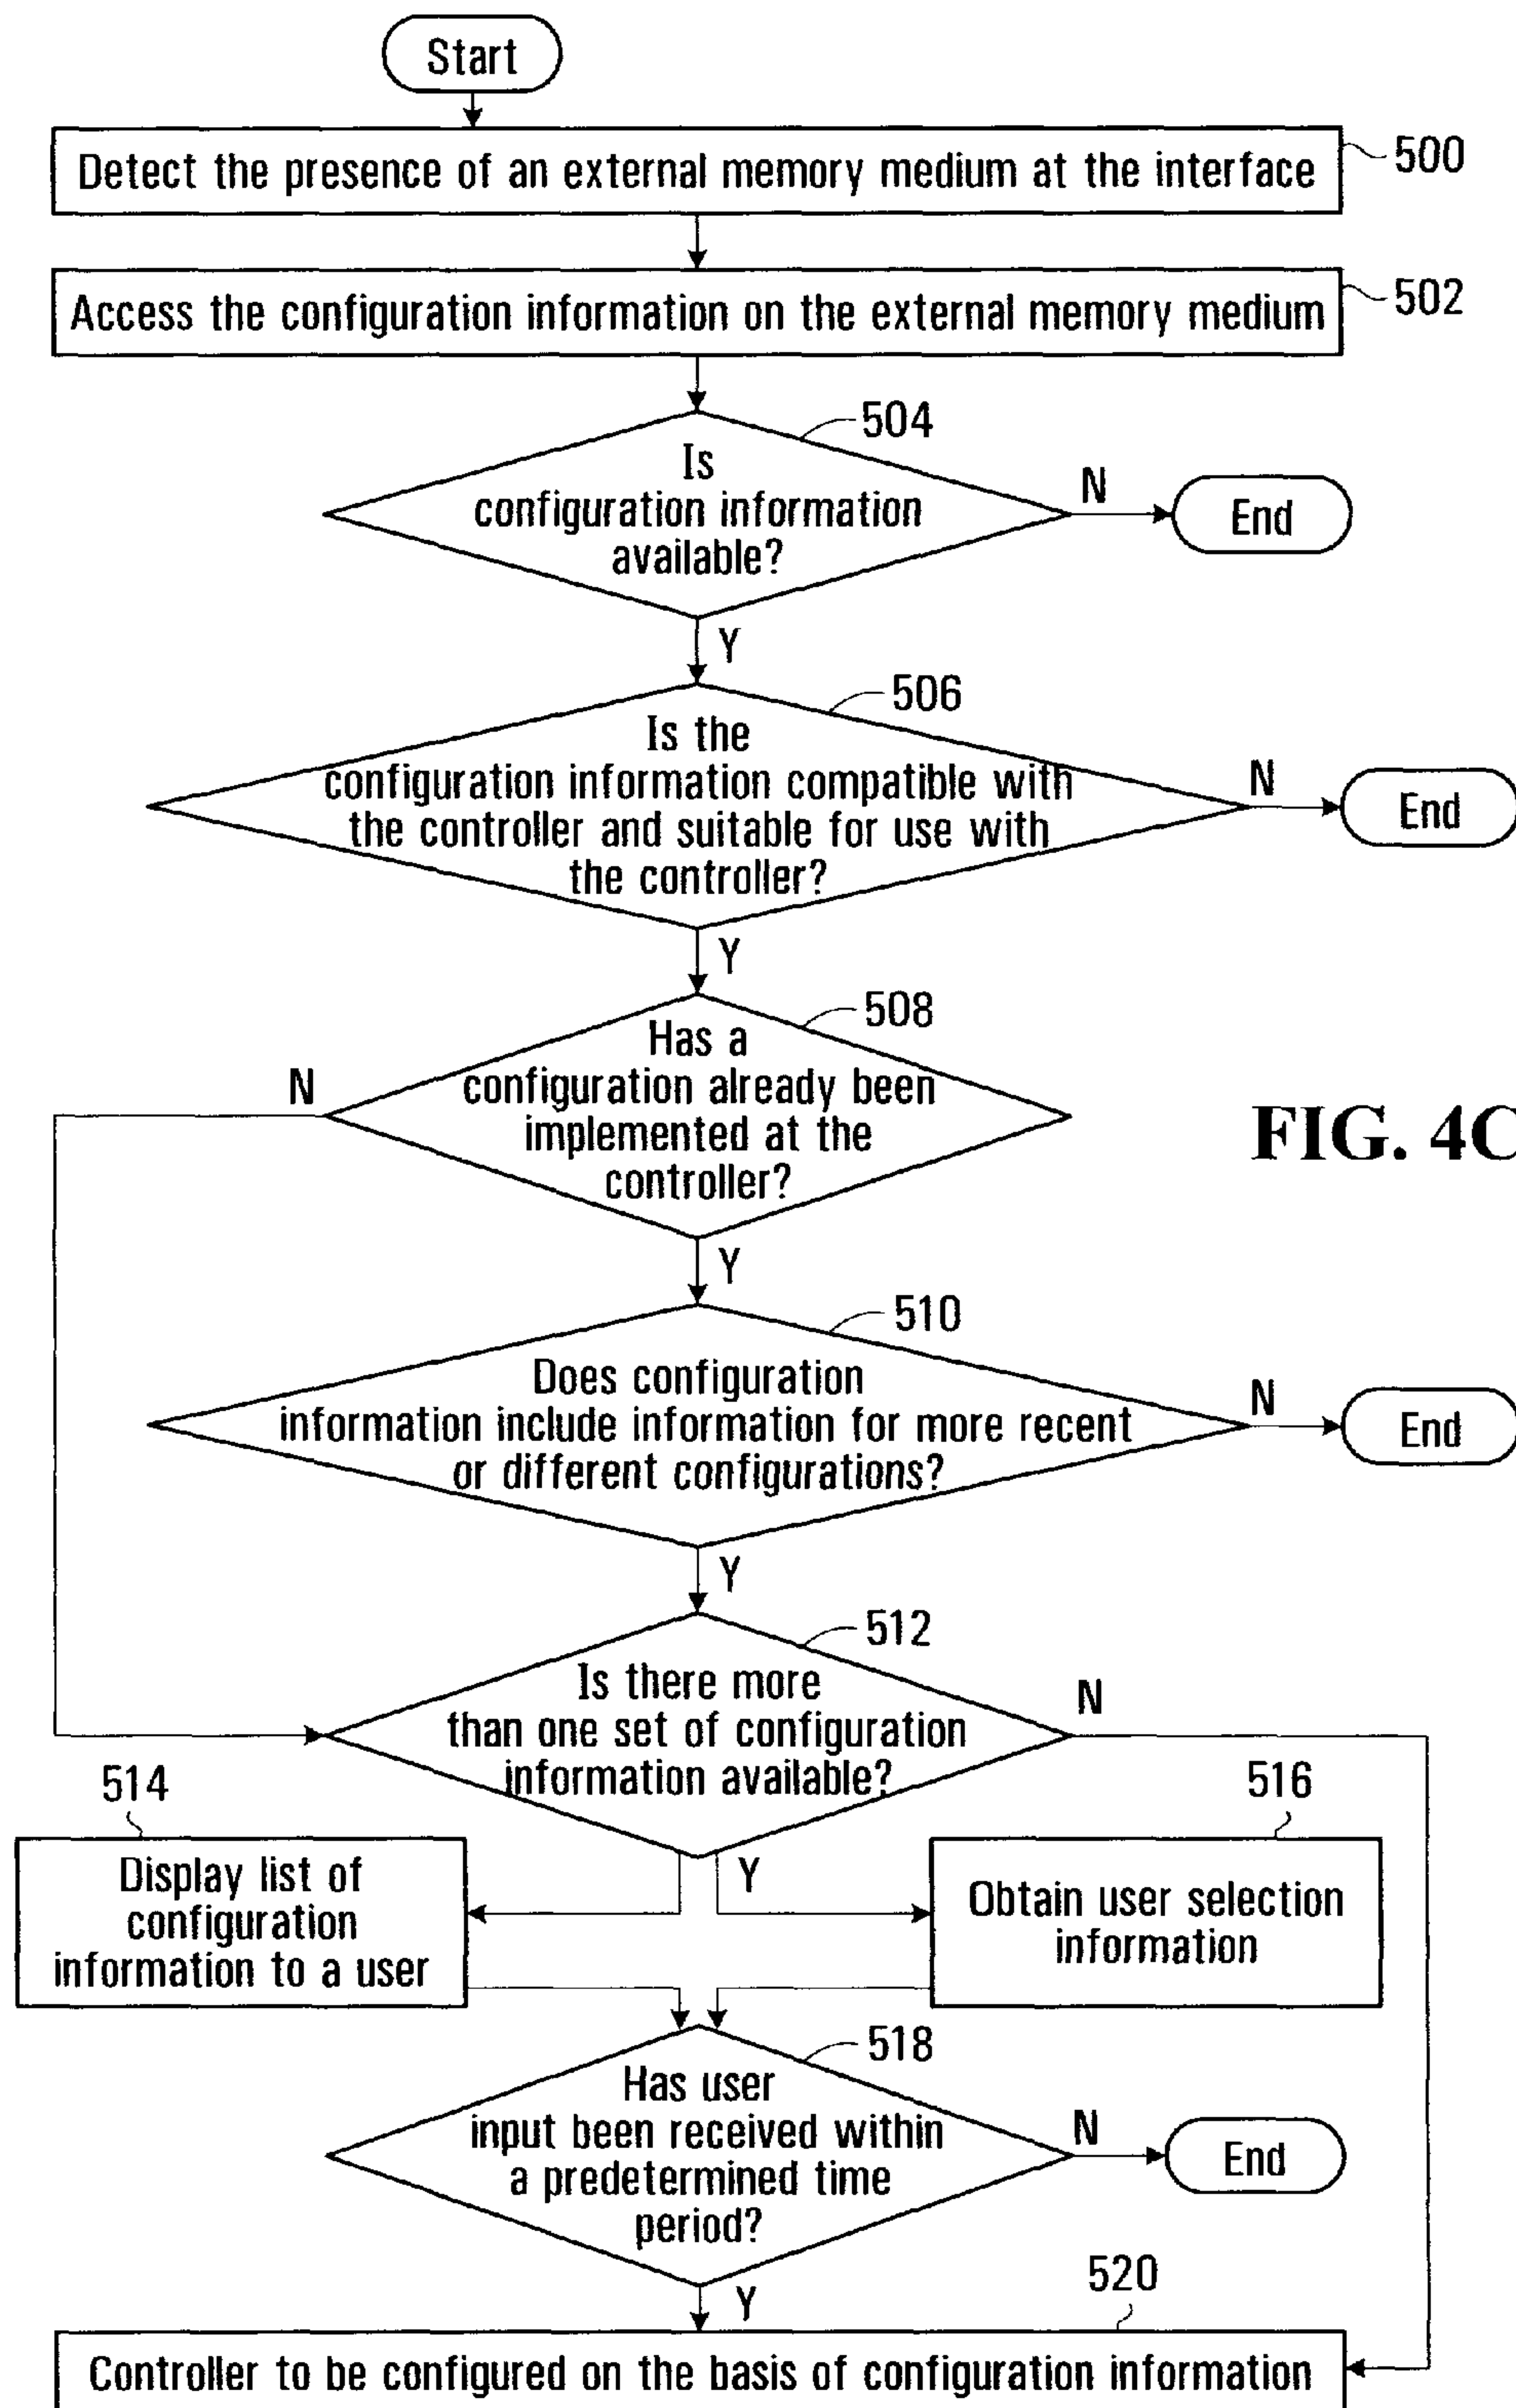 Start
Detect the presence of an external memory medium at the interface
500
Access the configuration information on the external memory medium
502
504
Is
configuration information
available?
N
End
Y
506
Is the
configuration information compatible with
the controller and suitable for use with
the controller?
N
End
Y
508
Has a
configuration already been
implemented at the
controller?
N
FIG. 4C
Y
510
Does configuration
information include information for more recent
or different configurations?
N
End
Y
512
Is there more
than one set of configuration
information available?
N
514
516
Display list of
configuration
information to a user
Y
Obtain user selection
information
518
Has user
input been received within
a predetermined time
period?
N
End
Y
520
Controller to be configured on the basis of configuration information